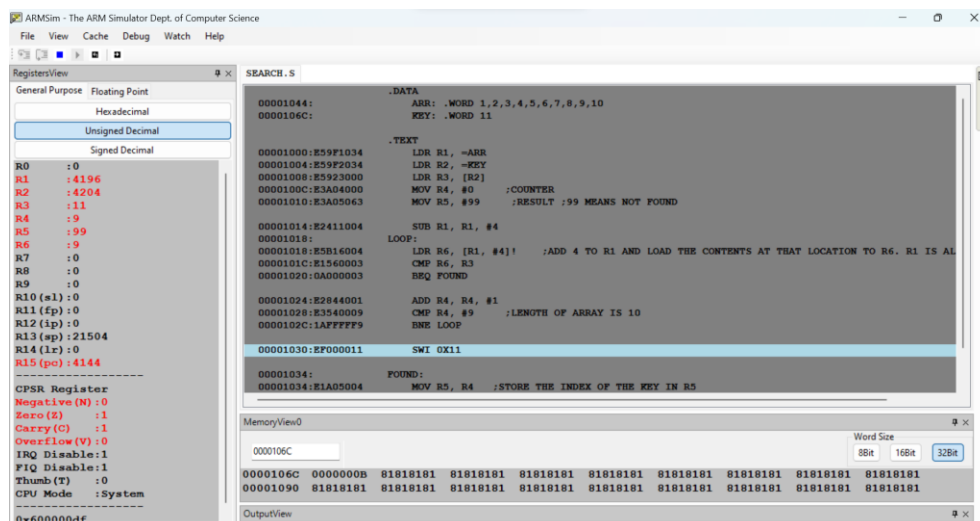 ARMSim - The ARM Simulator Dept. of Computer Science
File View Cache Debug Watch Help
RegistersView
General Purpose Floating Point
Hexadecimal
Unsigned Decimal
Signed Decimal
R0 :0
R1 :4196
R2 :4204
R3 :11
R4 :9
R5 :99
R6 :9
R7 :0
R8 :0
R9 :0
R10(sl):0
R11(fp):0
R12(ip):0
R13(sp):21504
R14(lr):0
R15(pc):4144
------------------
CPSR Register
Negative(N):0
Zero(Z) :1
Carry(C) :1
Overflow(V):0
IRQ Disable:1
FIQ Disable:1
Thumb(T) :0
CPU Mode :System
------------------
0x600000df
SEARCH.S
.DATA
00001044: ARR: .WORD 1,2,3,4,5,6,7,8,9,10
0000106C: KEY: .WORD 11
.TEXT
00001000:E59F1034 LDR R1, =ARR
00001004:E59F2034 LDR R2, =KEY
00001008:E5923000 LDR R3, [R2]
0000100C:E3A04000 MOV R4, #0 ;COUNTER
00001010:E3A05063 MOV R5, #99 ;RESULT ;99 MEANS NOT FOUND
00001014:E2411004 SUB R1, R1, #4
00001018: LOOP:
00001018:E5B16004 LDR R6, [R1, #4]! ;ADD 4 TO R1 AND LOAD THE CONTENTS AT THAT LOCATION TO R6. R1 IS AL
0000101C:E1560003 CMP R6, R3
00001020:0A000003 BEQ FOUND
00001024:E2844001 ADD R4, R4, #1
00001028:E3540009 CMP R4, #9 ;LENGTH OF ARRAY IS 10
0000102C:1AFFFFF9 BNE LOOP
00001030:EF000011 SWI 0X11
00001034: FOUND:
00001034:E1A05004 MOV R5, R4 ;STORE THE INDEX OF THE KEY IN R5
MemoryView0
Word Size
0000106C
8Bit 16Bit 32Bit
0000106C 0000000B 81818181 81818181 81818181 81818181 81818181 81818181 81818181 81818181
00001090 81818181 81818181 81818181 81818181 81818181 81818181 81818181 81818181 81818181
OutputView